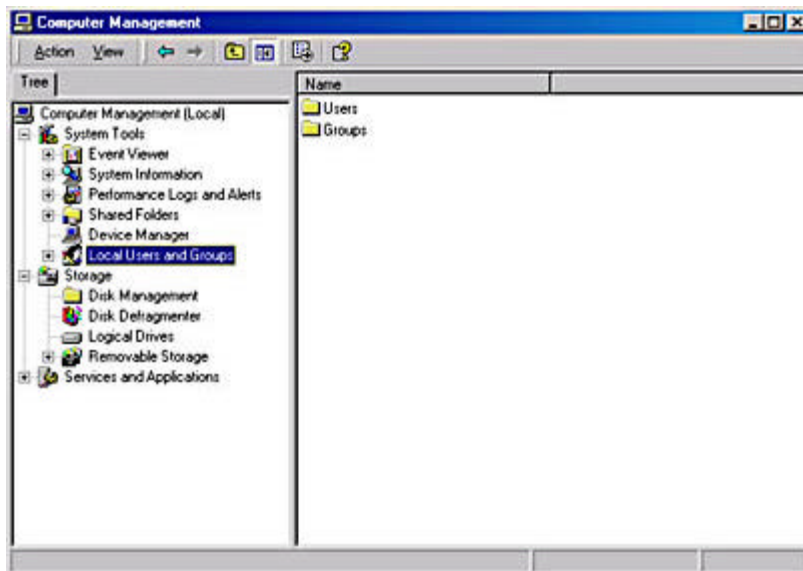 Computer Management
Action View
Tree
Name
Computer Management (Local)
System Tools
Event Viewer
System Information
Performance Logs and Alerts
Shared Folders
Device Manager
Local Users and Groups
Storage
Disk Management
Disk Defragmenter
Logical Drives
Removable Storage
Services and Applications
Users
Groups